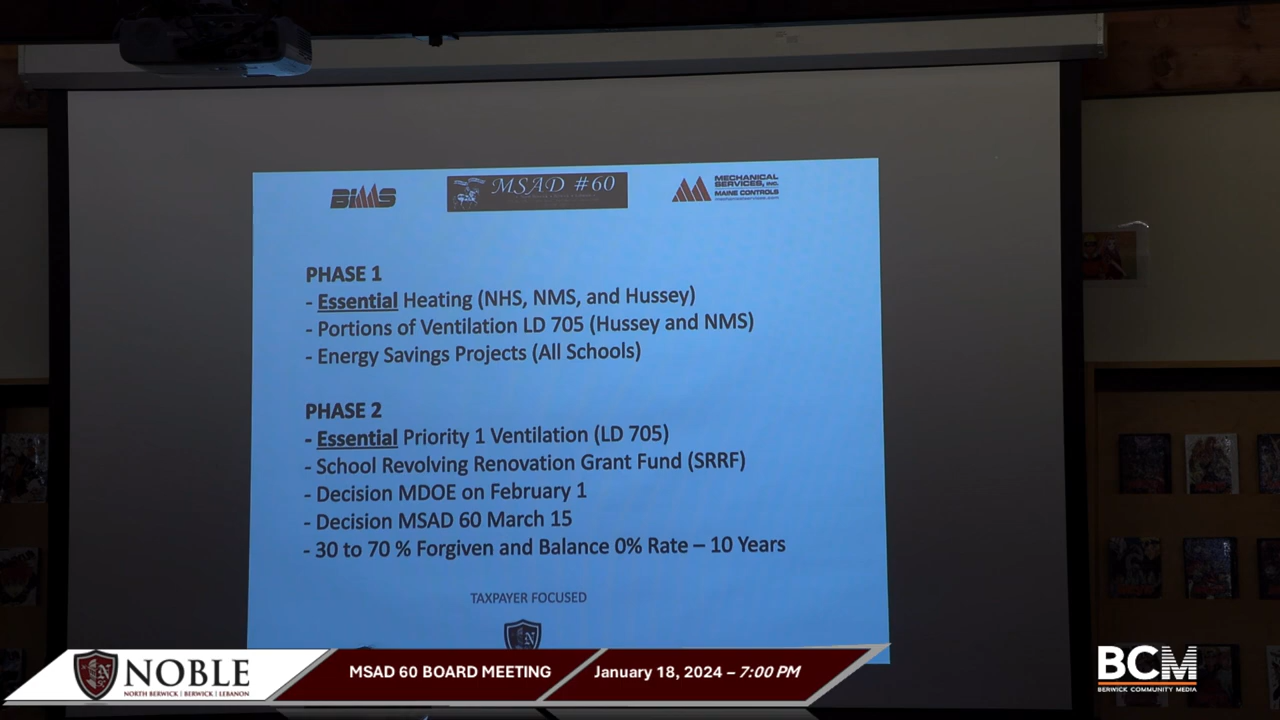 BIMS
MSAD #60
MECHANICAL
SERVICES, INC.
MAINE CONTROLS
PHASE 1
- Essential Heating (NHS, NMS, and Hussey)
- Portions of Ventilation LD 705 (Hussey and NMS)
- Energy Savings Projects (All Schools)
PHASE 2
- Essential Priority 1 Ventilation (LD 705)
- School Revolving Renovation Grant Fund (SRRF)
- Decision MDOE on February 1
- Decision MSAD 60 March 15
- 30 to 70 % Forgiven and Balance 0% Rate – 10 Years
TAXPAYER FOCUSED
NOBLE
NORTH BERWICK | BERWICK | LEBANON
MSAD 60 BOARD MEETING
January 18, 2024 – 7:00 PM
BCM
BERWICK COMMUNITY MEDIA